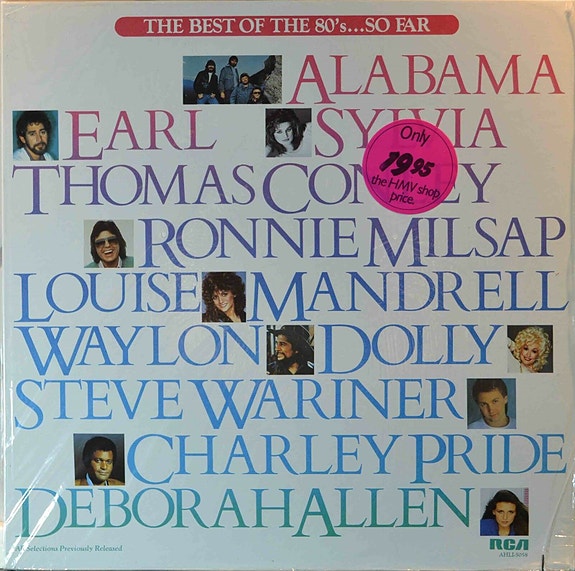 THE BEST OF THE 80's...SO FAR
ALABAMA
EARL SYLVIA
THOMAS CONLEY
RONNIE MILSAP
LOUISE MANDRELL
WAYLON DOLLY
STEVE WARINER
CHARLEY PRIDE
DEBORAH ALLEN
Only
19.95
the HMV shop
price.
All Selections Previously Released
RCA